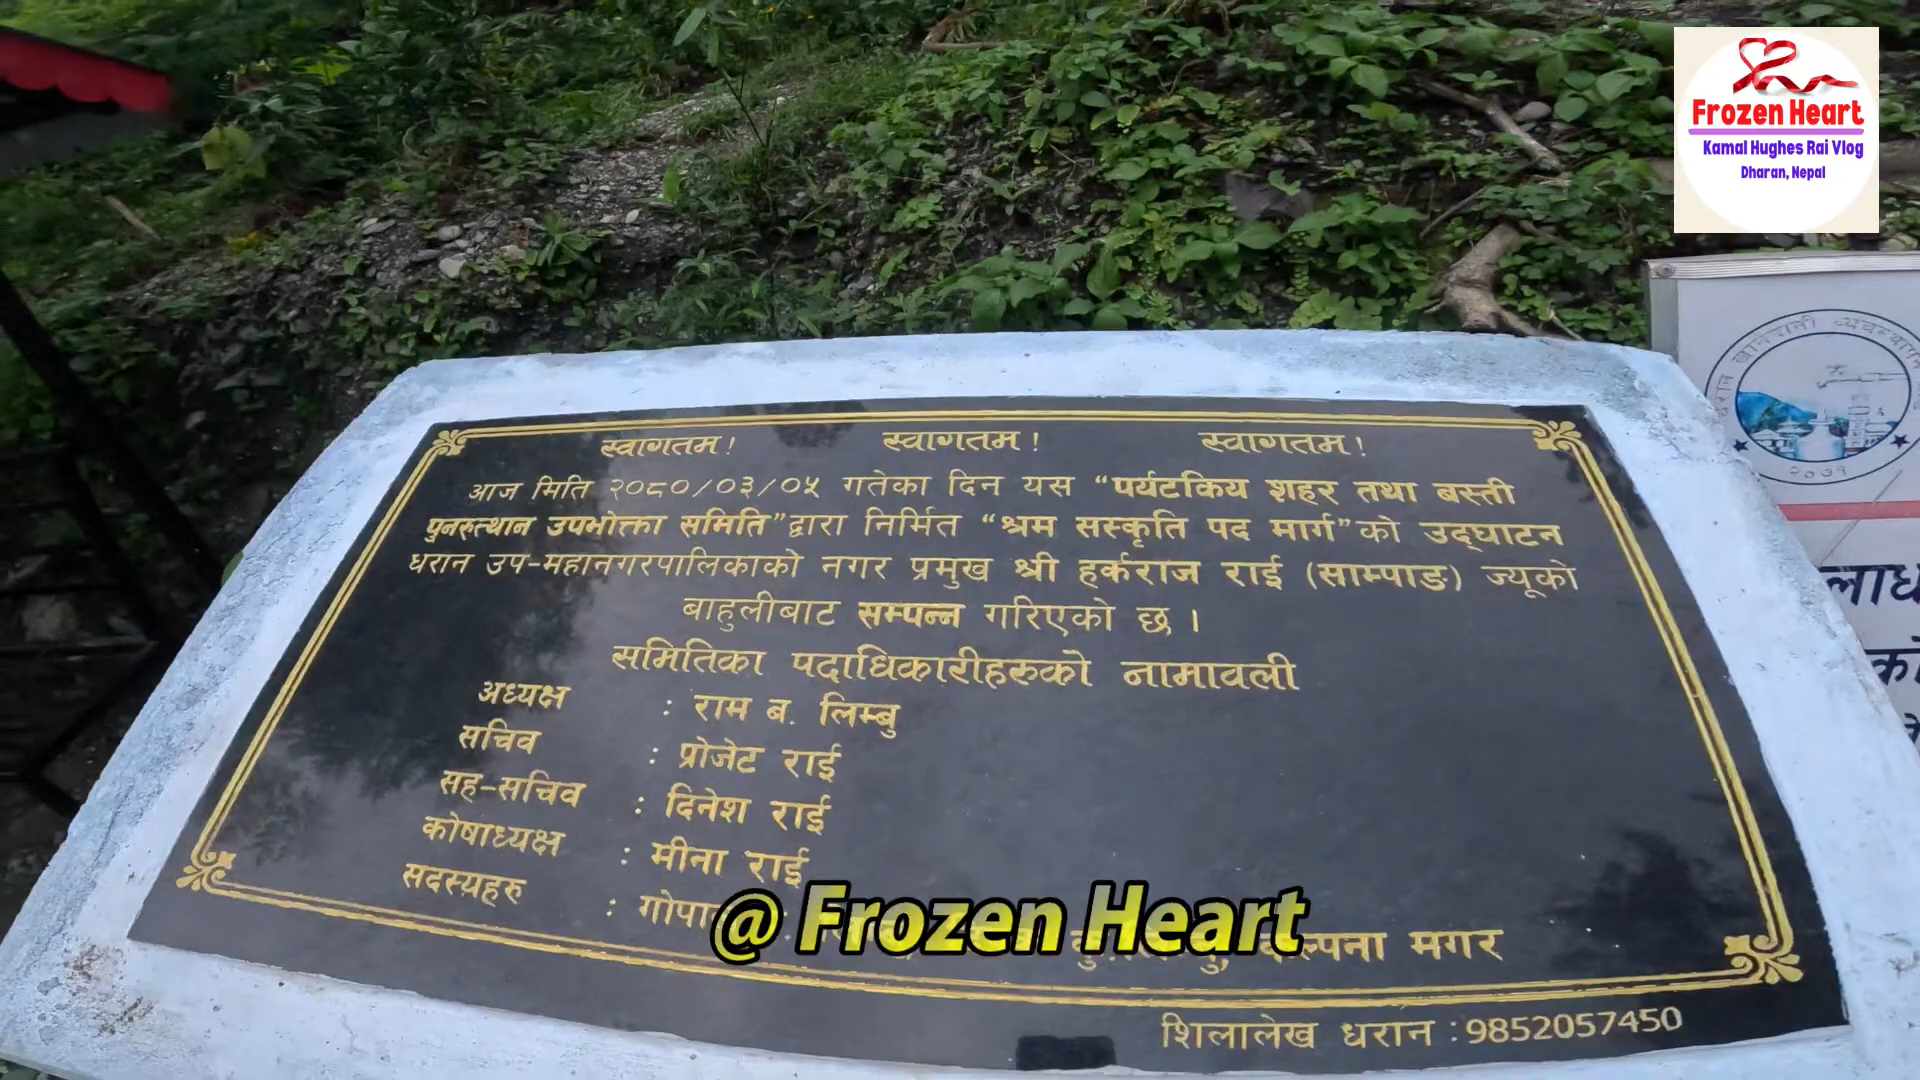 Frozen Heart
Kamal Hughes Rai Vlog
Dharan, Nepal
स्वागतम! स्वागतम! स्वागतम!
आज मिति २०८०/०३/०५ गतेका दिन यस "पर्यटकिय शहर तथा बस्ती
पुनरुत्थान उपभोक्ता समिति" द्वारा निर्मित "श्रम सस्कृति पद मार्ग" को उद्घाटन
धरान उप-महानगरपालिकाको नगर प्रमुख श्री हर्कराज राई (साम्पाङ) ज्यूको
बाहुलीबाट सम्पन्न गरिएको छ ।
समितिका पदाधिकारीहरुको नामावली
अध्यक्ष : राम ब. लिम्बु
सचिव : प्रोजेट राई
सह-सचिव : दिनेश राई
कोषाध्यक्ष : मीना राई
सदस्यहरु : मगर
@ Frozen Heart
शिलालेख धरान : 9852057450
धरान खानेपानी
२०७१